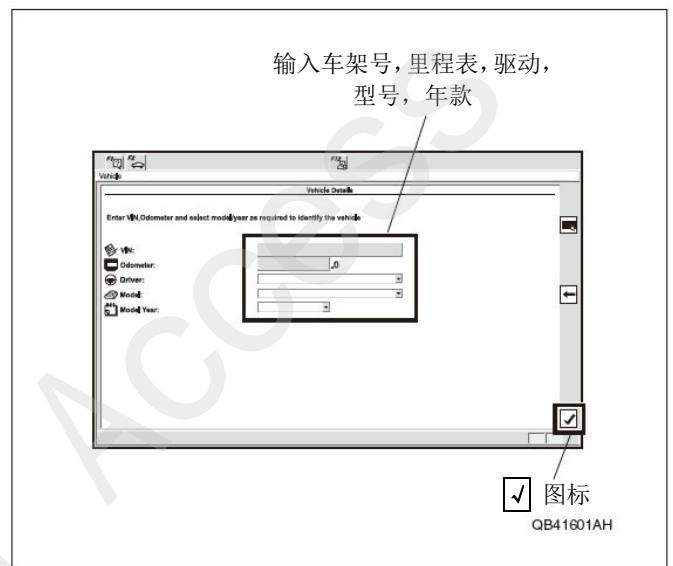 输入车架号，里程表，驱动，
型号，年款
F1 F2 F12
Vehicle
Vehicle Details
Enter VIN,Odometer and select model/year as required to identify the vehicle
VIN:
Odometer: .0
Driver:
Model:
Model Year:
√ 图标
QB41601AH
Access